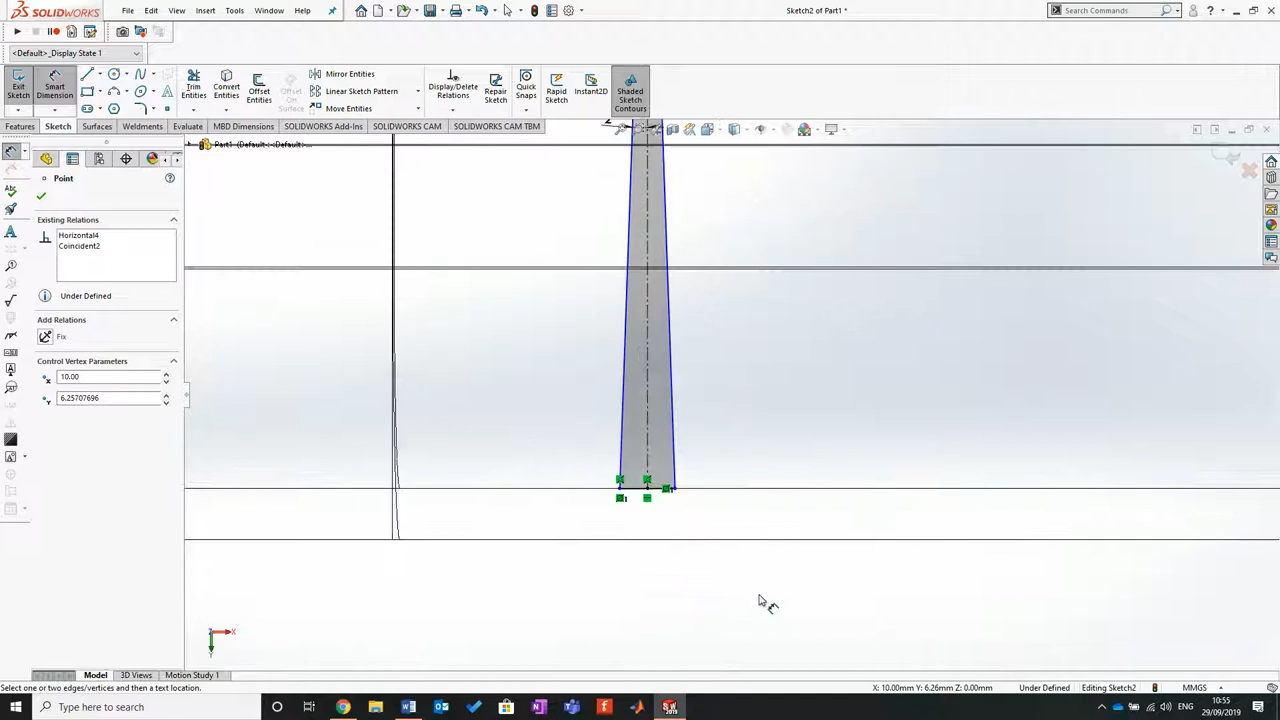 SOLIDWORKS File Edit View Insert Tools Window Help Sketch2 of Part1 * Search Commands
<Default>_Display State 1
Exit Sketch Smart Dimension Trim Entities Convert Entities Offset Entities Offset On Surface Mirror Entities Linear Sketch Pattern Move Entities Display/Delete Relations Repair Sketch Quick Snaps Rapid Sketch Instant2D Shaded Sketch Contours
Features Sketch Surfaces Weldments Evaluate MBD Dimensions SOLIDWORKS Add-Ins SOLIDWORKS CAM SOLIDWORKS CAM TBM
Part1 (Default<<Default>...
Point
Existing Relations
Horizontal4
Coincident2
Under Defined
Add Relations
Fix
Control Vertex Parameters
10.00
6.25707696
X
Y
Model 3D Views Motion Study 1
Select one or two edges/vertices and then a text location. X: 10.00mm Y: 6.26mm Z: 0.00mm Under Defined Editing Sketch2 MMGS
Type here to search ENG 10:55
29/09/2019